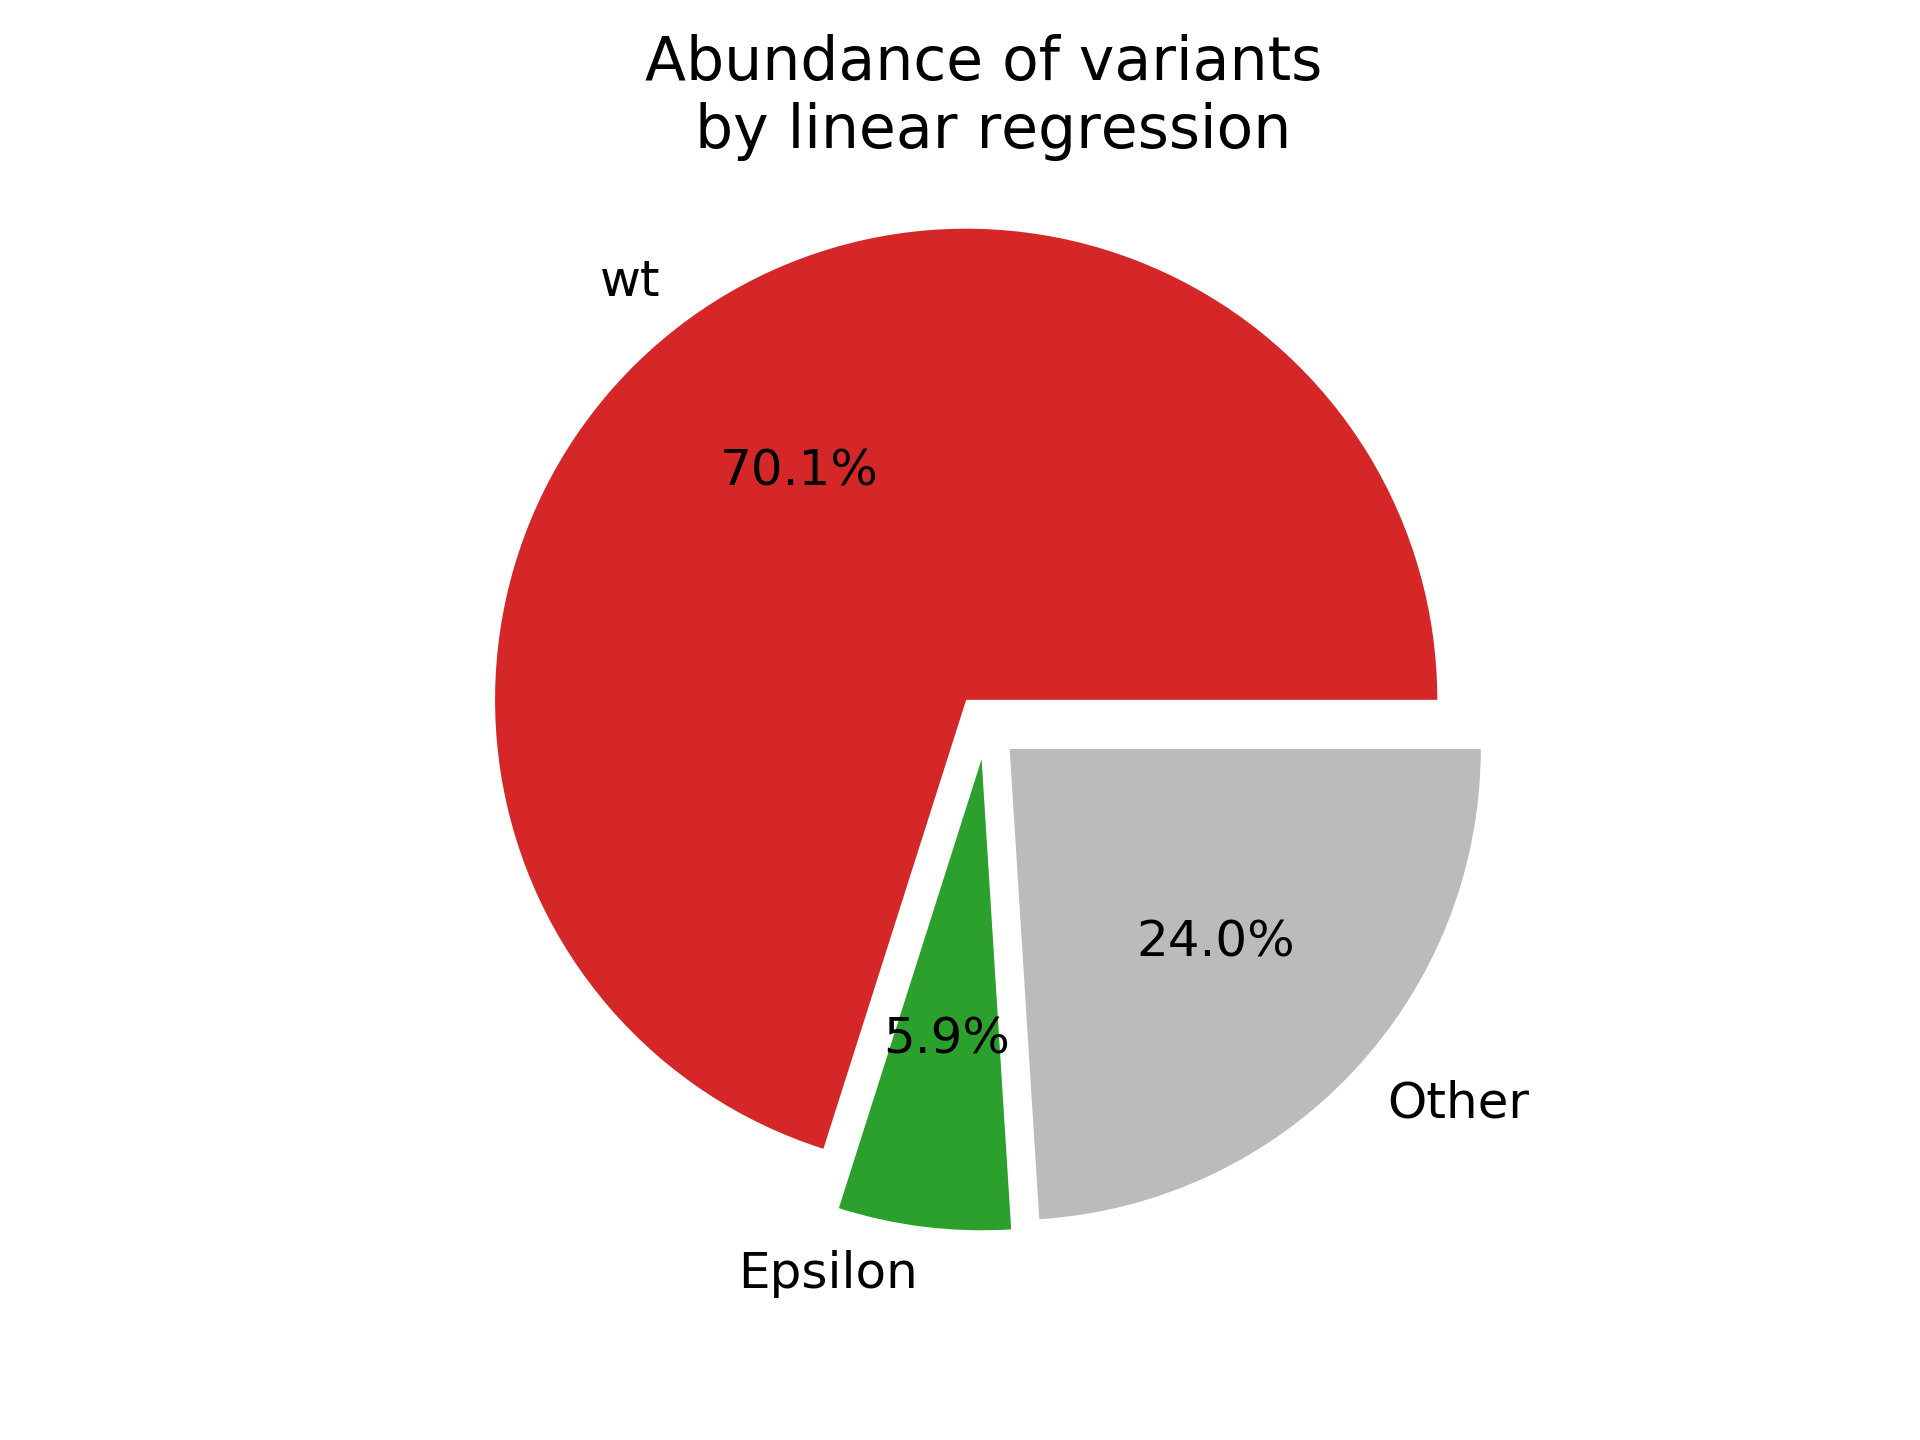 Abundance of variants
by linear regression
wt
70.1%
24.0%
5.9%
Other
Epsilon